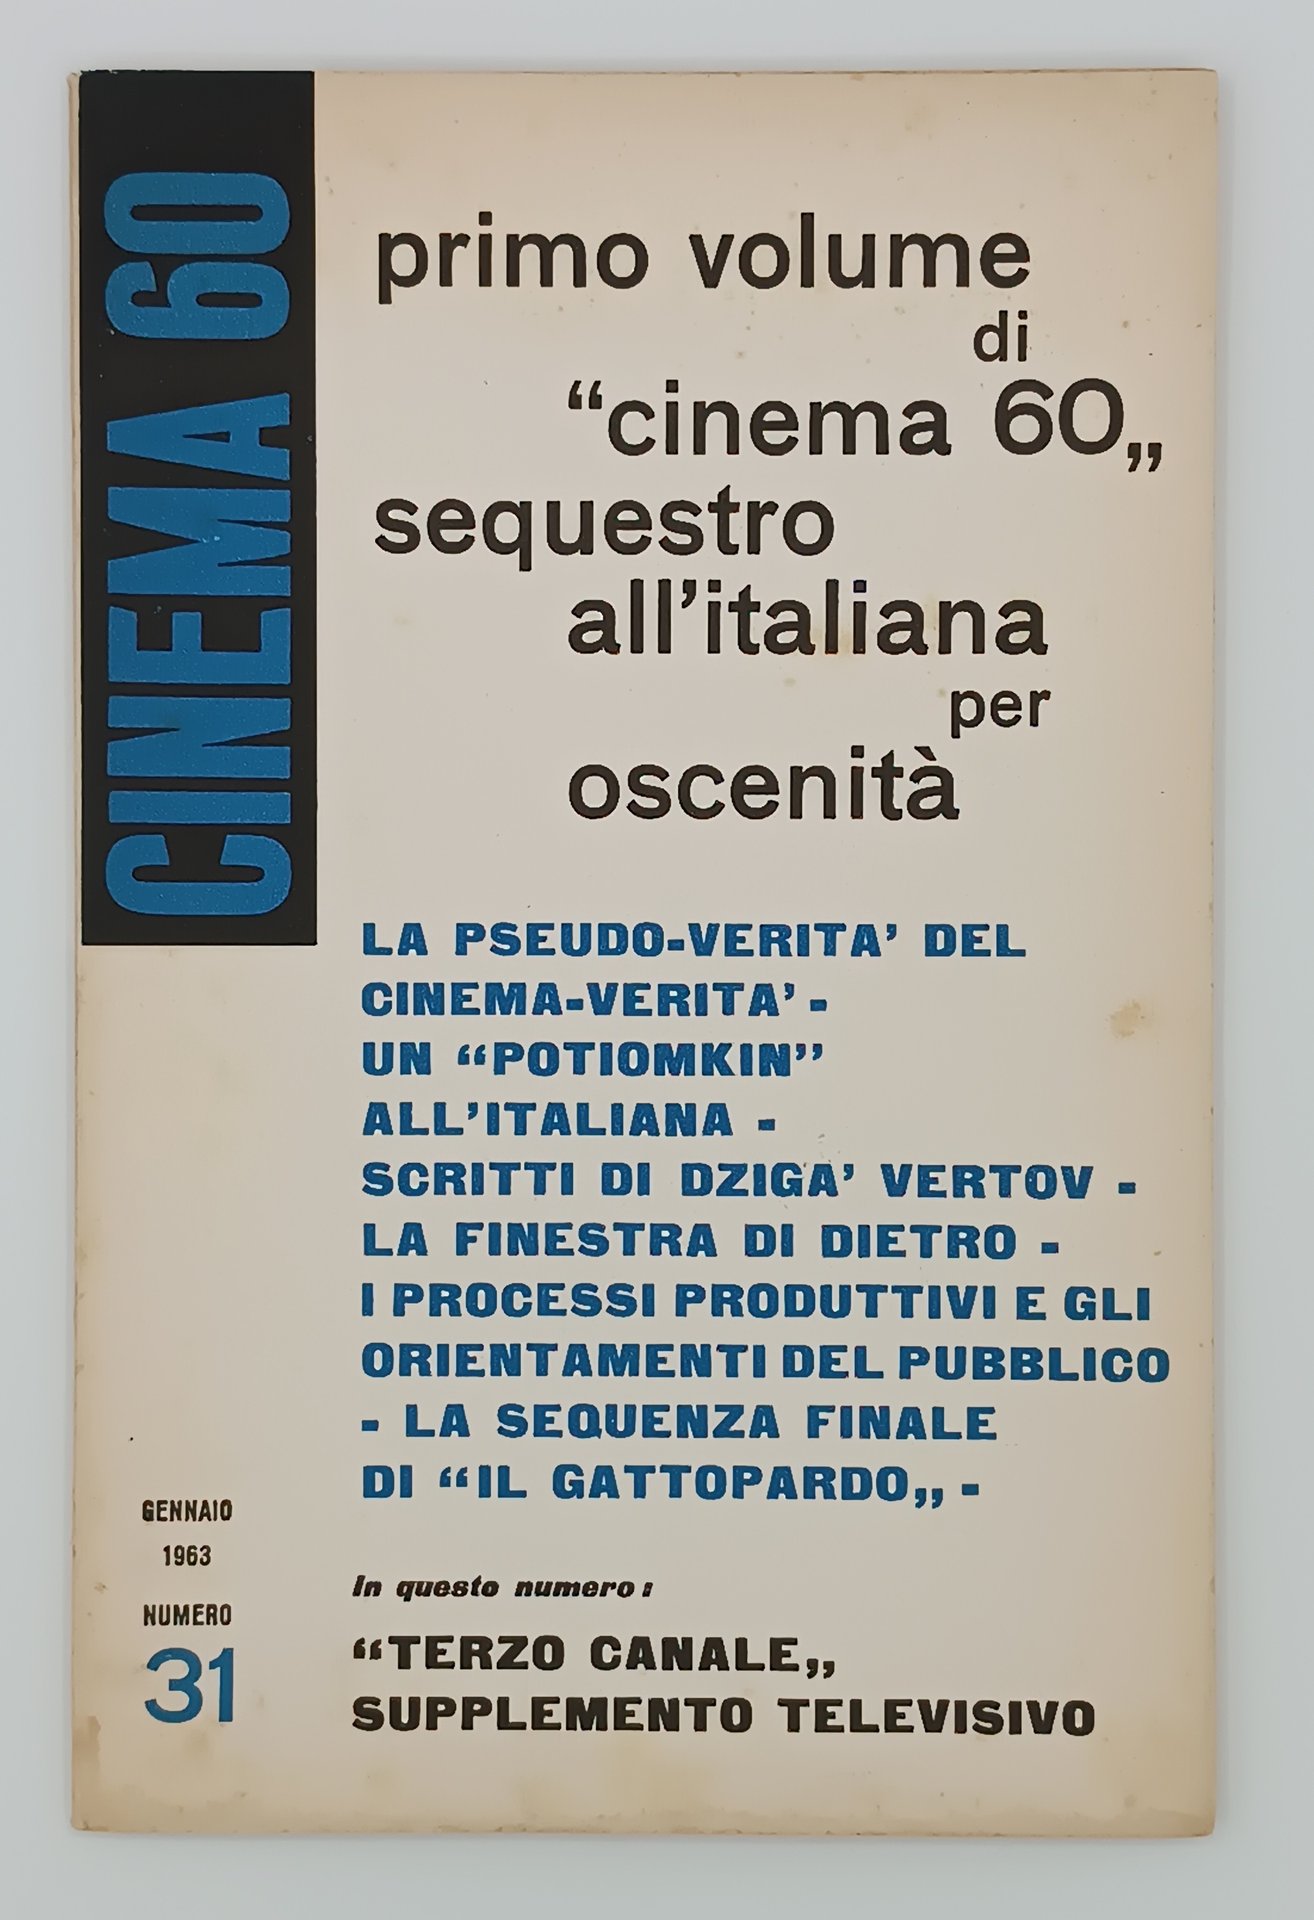 CINEMA 60
primo volume
di
“cinema 60„
sequestro
all’italiana
per
oscenità
LA PSEUDO-VERITA’ DEL
CINEMA-VERITA’ -
UN “POTIOMKIN”
ALL’ITALIANA -
SCRITTI DI DZIGA’ VERTOV -
LA FINESTRA DI DIETRO -
I PROCESSI PRODUTTIVI E GLI
ORIENTAMENTI DEL PUBBLICO
- LA SEQUENZA FINALE
DI “IL GATTOPARDO„ -
GENNAIO
1963
NUMERO
31
In questo numero:
“TERZO CANALE„
SUPPLEMENTO TELEVISIVO